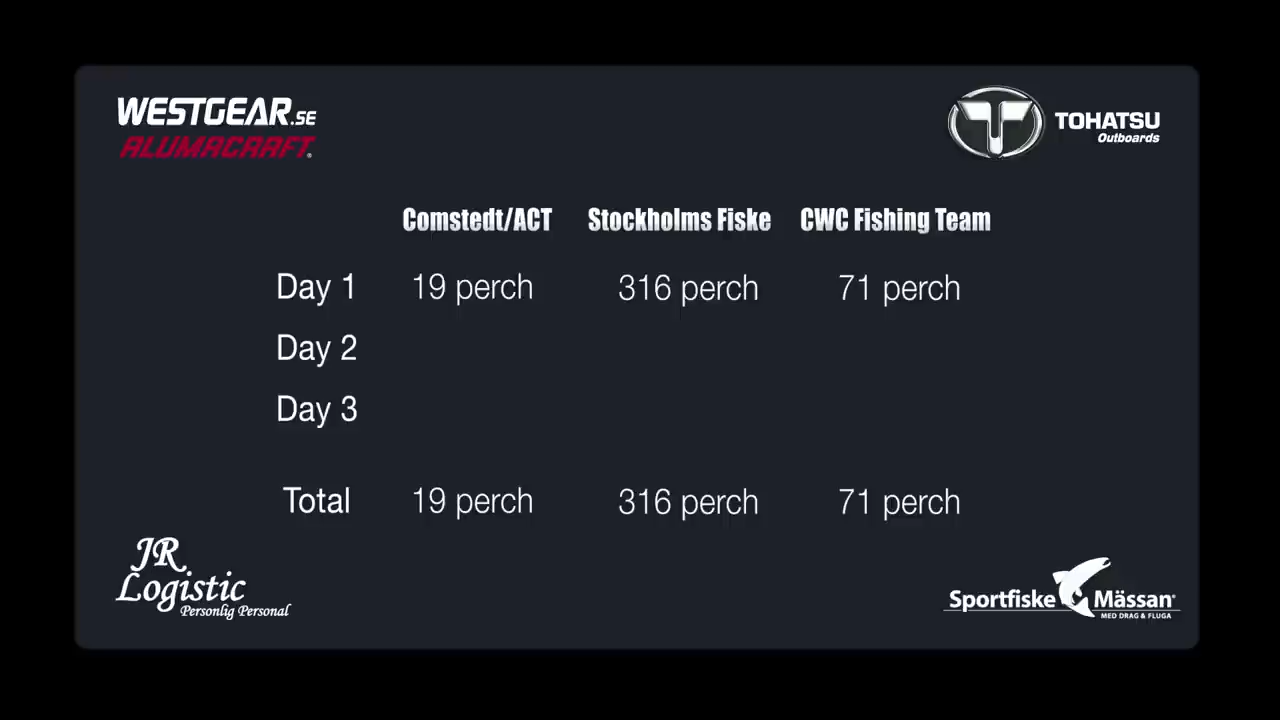 WESTGEAR.SE
ALUMACRAFT®
TOHATSU
Outboards
Comstedt/ACT Stockholms Fiske CWC Fishing Team
Day 1 19 perch 316 perch 71 perch
Day 2
Day 3
Total 19 perch 316 perch 71 perch
JR
Logistic
Personlig Personal
Sportfiske Mässan®
MED DRAG & FLUGA